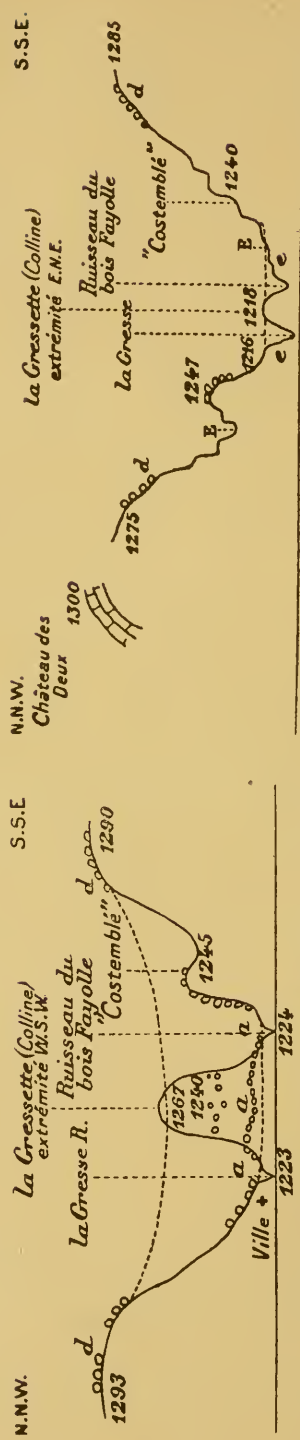 N.N.W.
S.S.E
la Gressette (Colline)
extrémité W.S.W.
Ruisseau du
bois Fayolle
la Gresse R.
"Costemblé"
d
1293
d
1290
1267
1240
1245
a
a
a
Ville +
1223
1224
N.N.W.
S.S.E.
Château des
Deux
1300
la Gressette (Colline)
extrémité E.N.E.
Ruisseau du
bois Fayolle
la Gresse
"Costemblé"
d
1275
d
1285
E
1247
1216
1218
1240
E
e
e